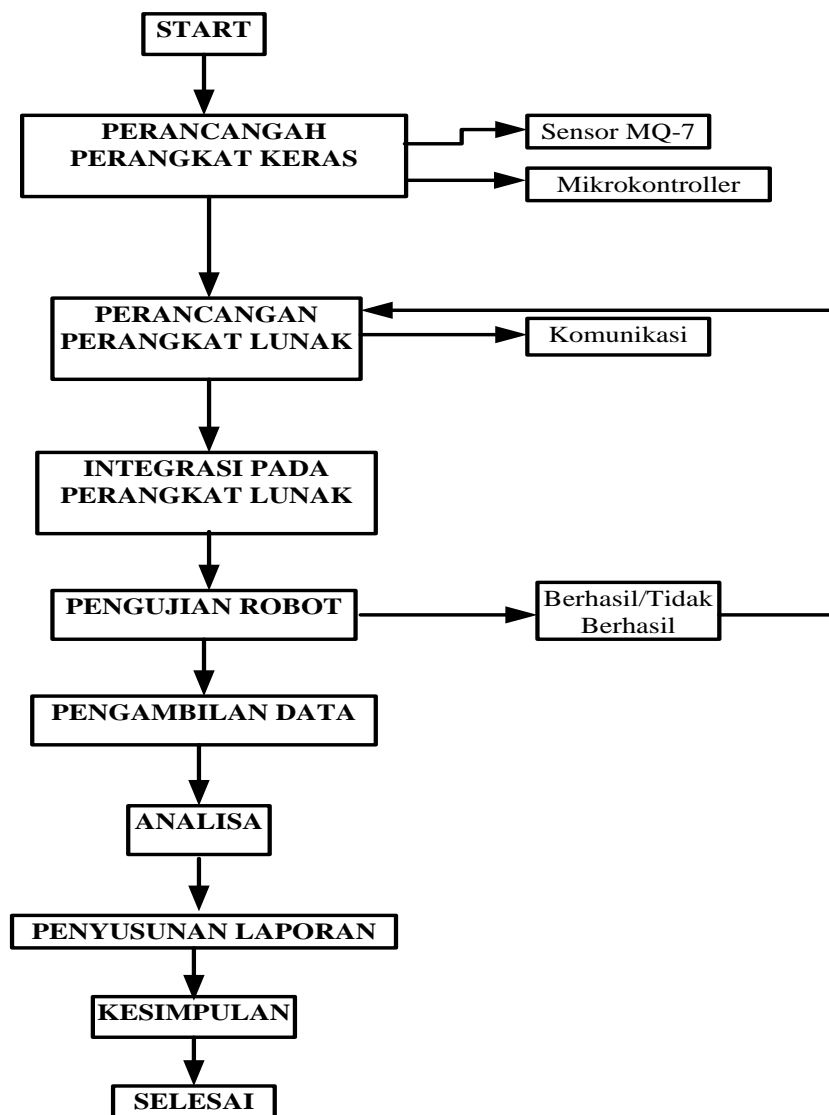 START
PERANCANGAH
PERANGKAT KERAS
Sensor MQ-7
Mikrokontroller
PERANCANGAN
PERANGKAT LUNAK
Komunikasi
INTEGRASI PADA
PERANGKAT LUNAK
PENGUJIAN ROBOT
Berhasil/Tidak
Berhasil
PENGAMBILAN DATA
ANALISA
PENYUSUNAN LAPORAN
KESIMPULAN
SELESAI